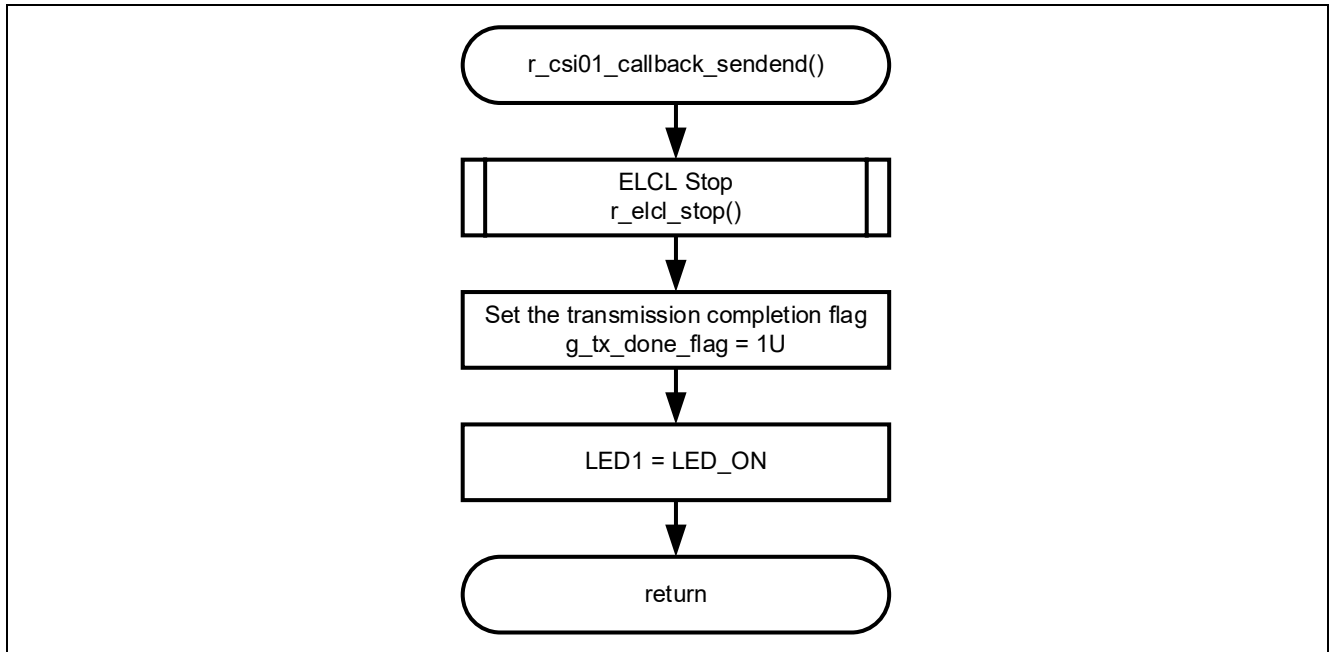 r_csi01_callback_sendend()
ELCL Stop
r_elcl_stop()
Set the transmission completion flag
g_tx_done_flag = 1U
LED1 = LED_ON
return